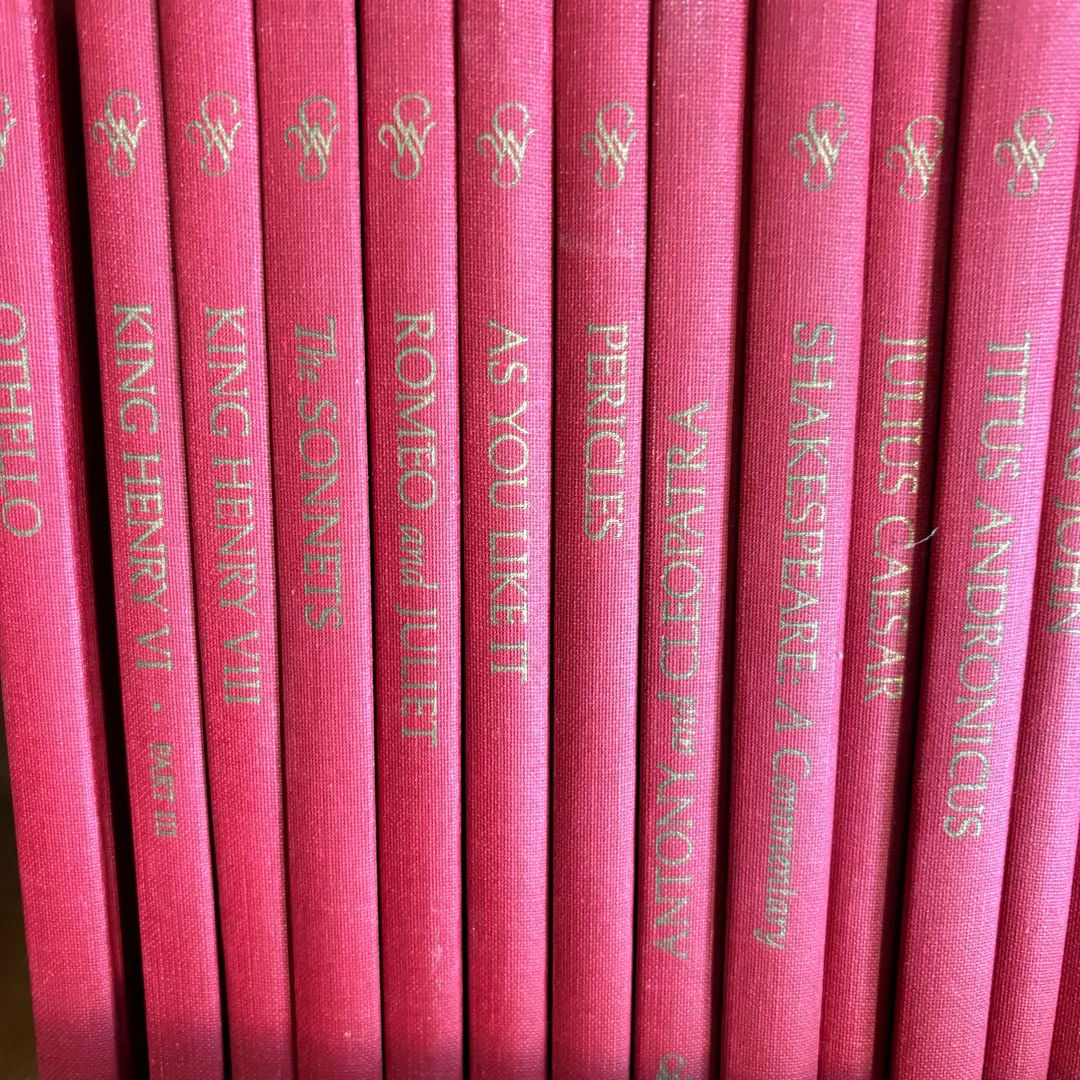 OTHELLO
KING HENRY VI • PART III
KING HENRY VIII
The SONNETS
ROMEO and JULIET
AS YOU LIKE IT
PERICLES
ANTONY and CLEOPATRA
SHAKESPEARE: A Commentary
JULIUS CAESAR
TITUS ANDRONICUS
JOHN